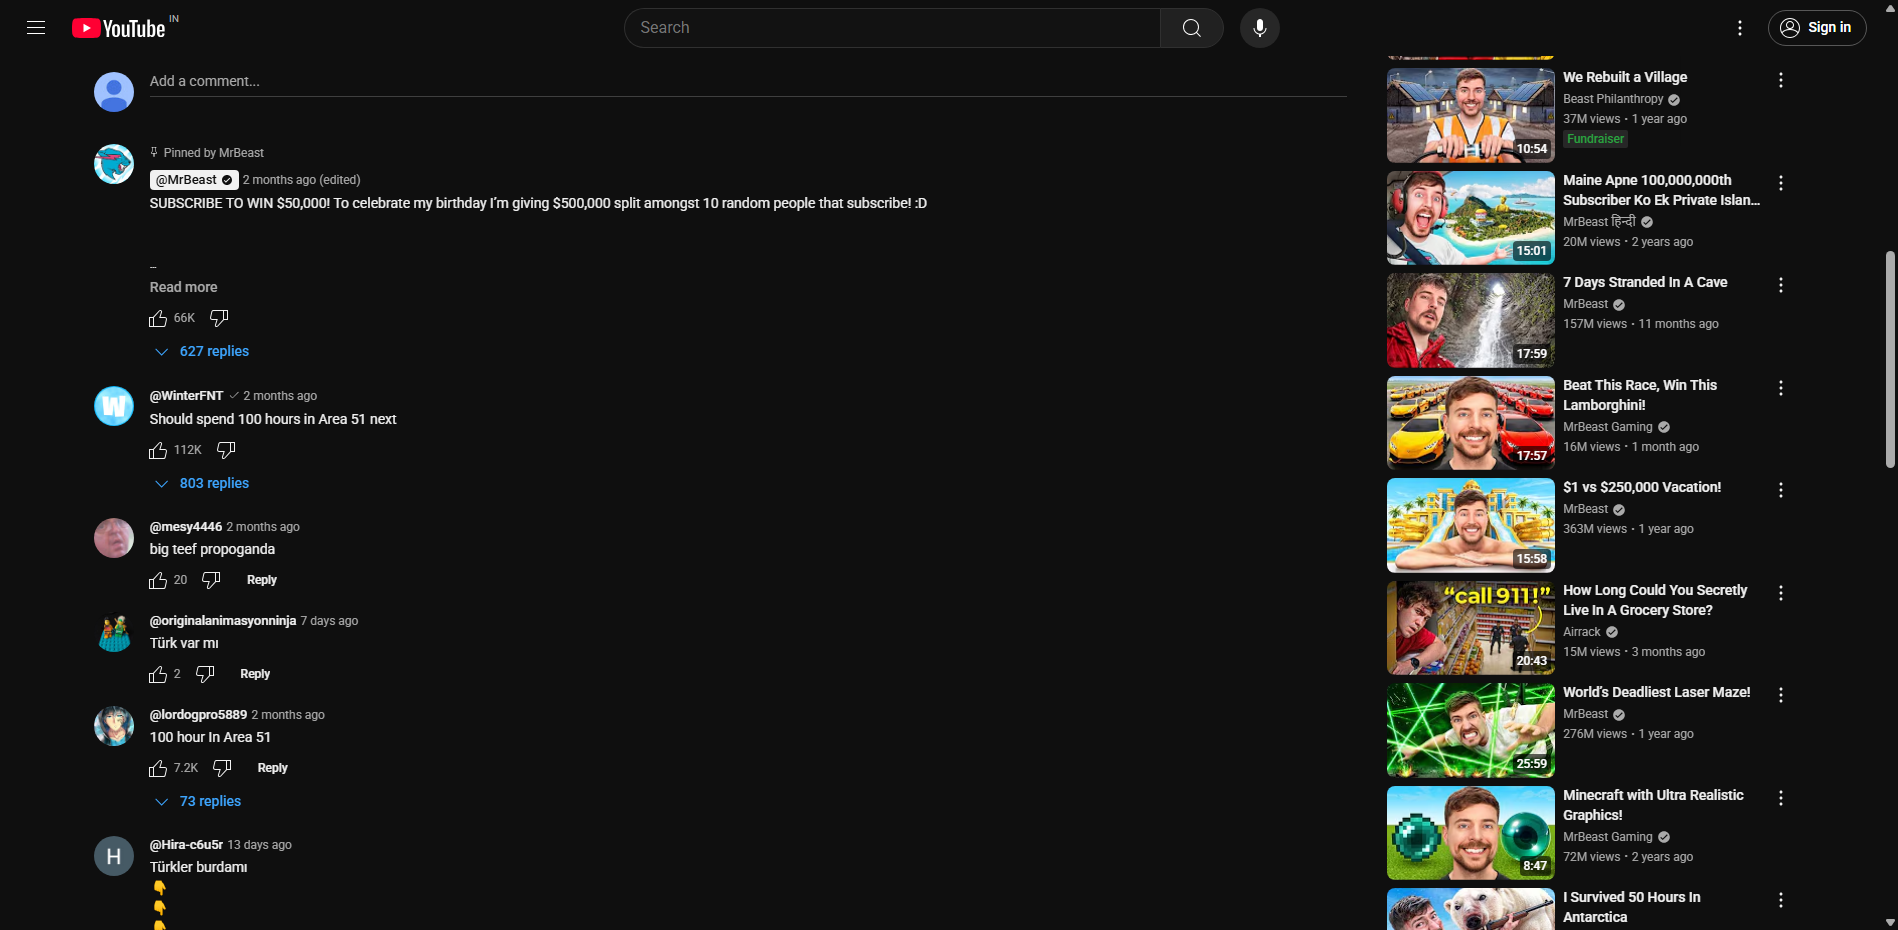 YouTube IN
Search
Sign in
Add a comment...
Pinned by MrBeast
@MrBeast 2 months ago (edited)
SUBSCRIBE TO WIN $50,000! To celebrate my birthday I’m giving $500,000 split amongst 10 random people that subscribe! :D
...
Read more
66K
627 replies
@WinterFNT 2 months ago
Should spend 100 hours in Area 51 next
112K
803 replies
@mesy4446 2 months ago
big teef propoganda
20 Reply
@originalanimasyonninja 7 days ago
Türk var mı
2 Reply
@lordogpro5889 2 months ago
100 hour In Area 51
7.2K Reply
73 replies
H
@Hira-c6u5r 13 days ago
Türkler burdamı
👇
👇
👇
10:54
We Rebuilt a Village
Beast Philanthropy
37M views • 1 year ago
Fundraiser
15:01
Maine Apne 100,000,000th
Subscriber Ko Ek Private Islan...
MrBeast हिन्दी
20M views • 2 years ago
17:59
7 Days Stranded In A Cave
MrBeast
157M views • 11 months ago
17:57
Beat This Race, Win This
Lamborghini!
MrBeast Gaming
16M views • 1 month ago
15:58
$1 vs $250,000 Vacation!
MrBeast
363M views • 1 year ago
“call 911!”
20:43
How Long Could You Secretly
Live In A Grocery Store?
Airrack
15M views • 3 months ago
25:59
World’s Deadliest Laser Maze!
MrBeast
276M views • 1 year ago
8:47
Minecraft with Ultra Realistic
Graphics!
MrBeast Gaming
72M views • 2 years ago
I Survived 50 Hours In
Antarctica